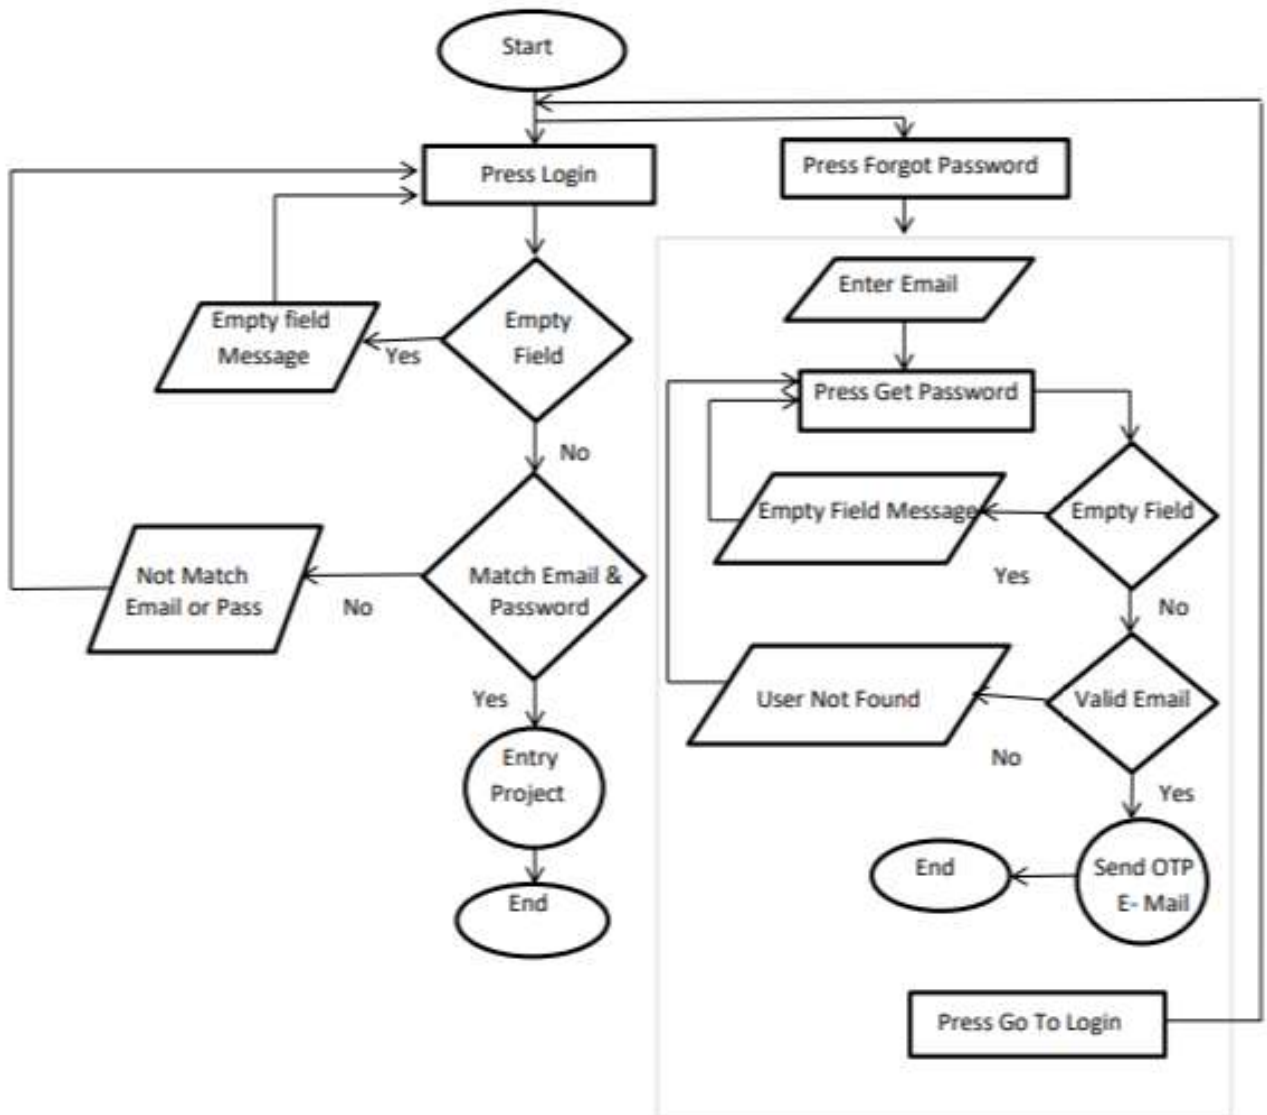 Start
Press Login
Press Forgot Password
Enter Email
Empty field
Message
Yes
Empty
Field
Press Get Password
No
Empty Field Message
Empty Field
Yes
No
Not Match
Email or Pass
No
Match Email &
Password
Yes
User Not Found
Valid Email
No
Yes
Entry
Project
End
End
Send OTP
E- Mail
Press Go To Login